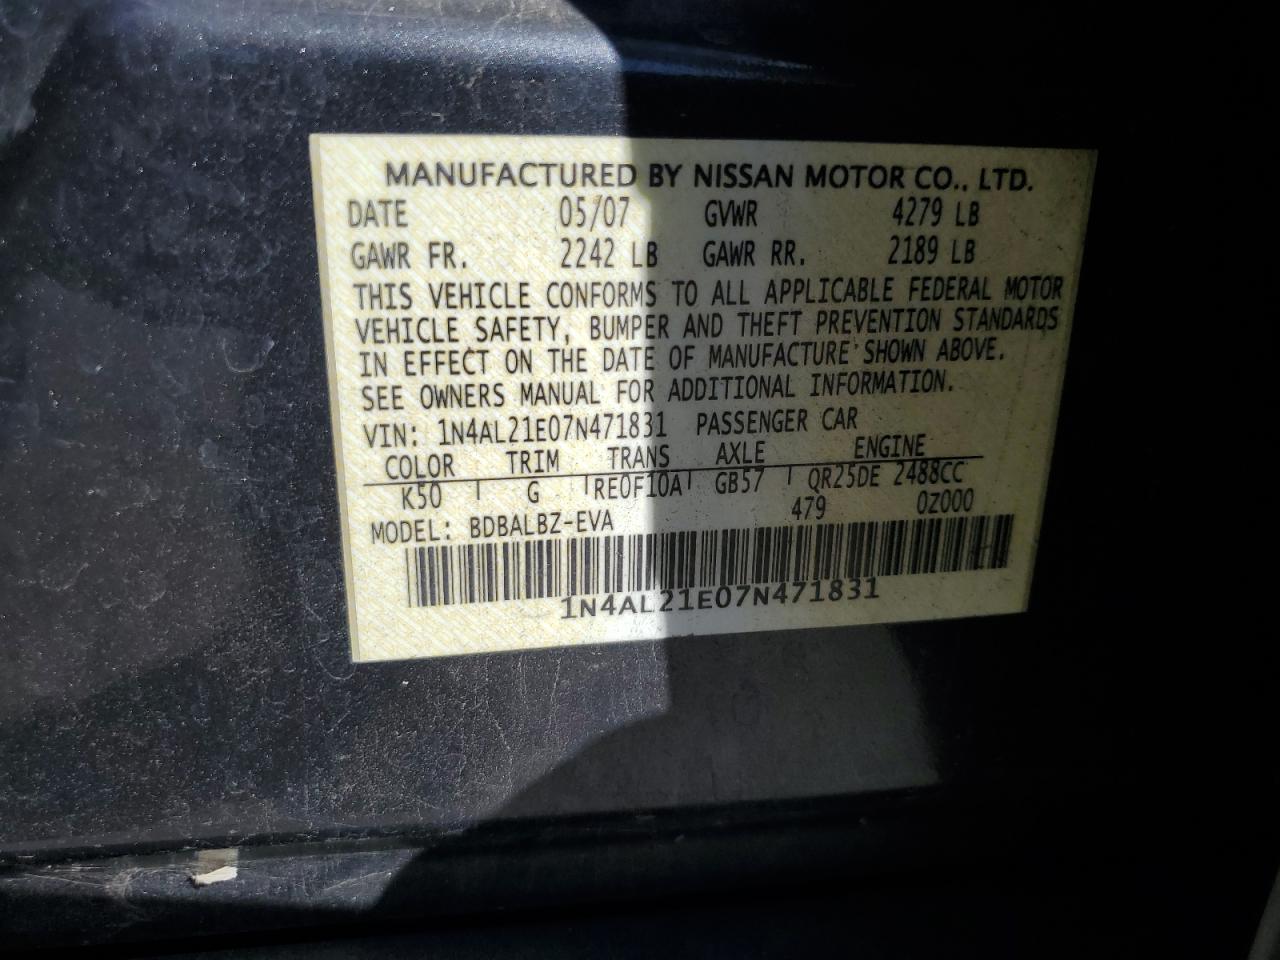 MANUFACTURED BY NISSAN MOTOR CO., LTD.
DATE 05/07 GVWR 4279 LB
GAWR FR. 2242 LB GAWR RR. 2189 LB
THIS VEHICLE CONFORMS TO ALL APPLICABLE FEDERAL MOTOR
VEHICLE SAFETY, BUMPER AND THEFT PREVENTION STANDARDS
IN EFFECT ON THE DATE OF MANUFACTURE SHOWN ABOVE.
SEE OWNERS MANUAL FOR ADDITIONAL INFORMATION.
VIN: 1N4AL21E07N471831 PASSENGER CAR
COLOR TRIM TRANS AXLE ENGINE
K50 G RE0F10A GB57 QR25DE 2488CC
479 0Z000
MODEL: BDBALBZ-EVA
1N4AL21E07N471831